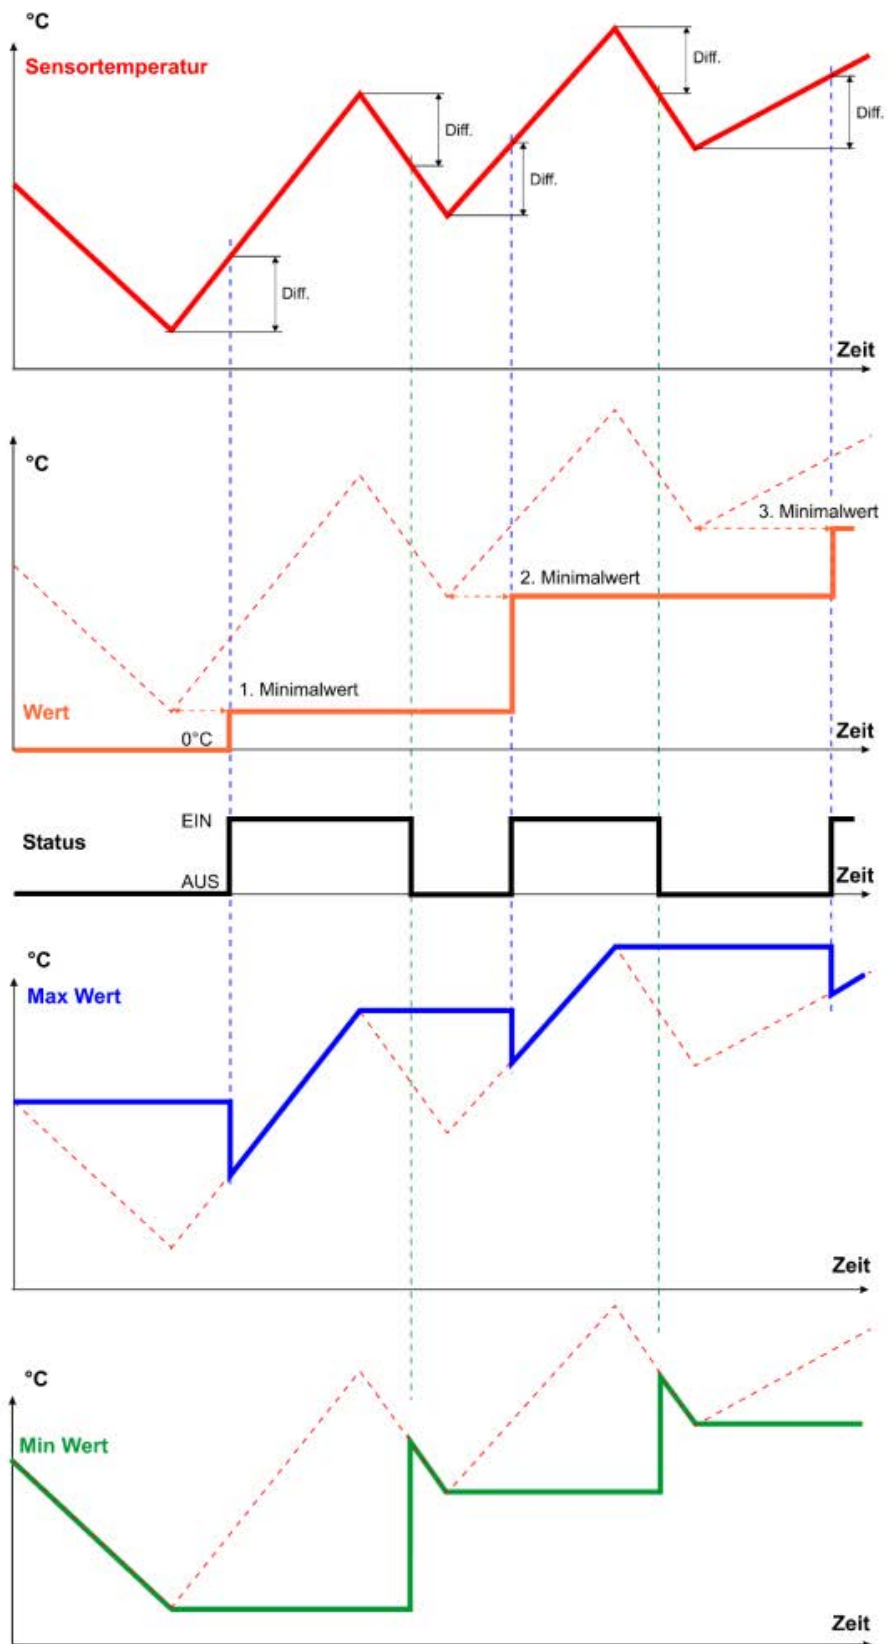 °C
Sensortemperatur
Diff.
Diff.
Diff.
Diff.
Diff.
Zeit
°C
3. Minimalwert
2. Minimalwert
1. Minimalwert
Wert
0°C
Zeit
EIN
Status
AUS
Zeit
°C
Max Wert
Zeit
°C
Min Wert
Zeit